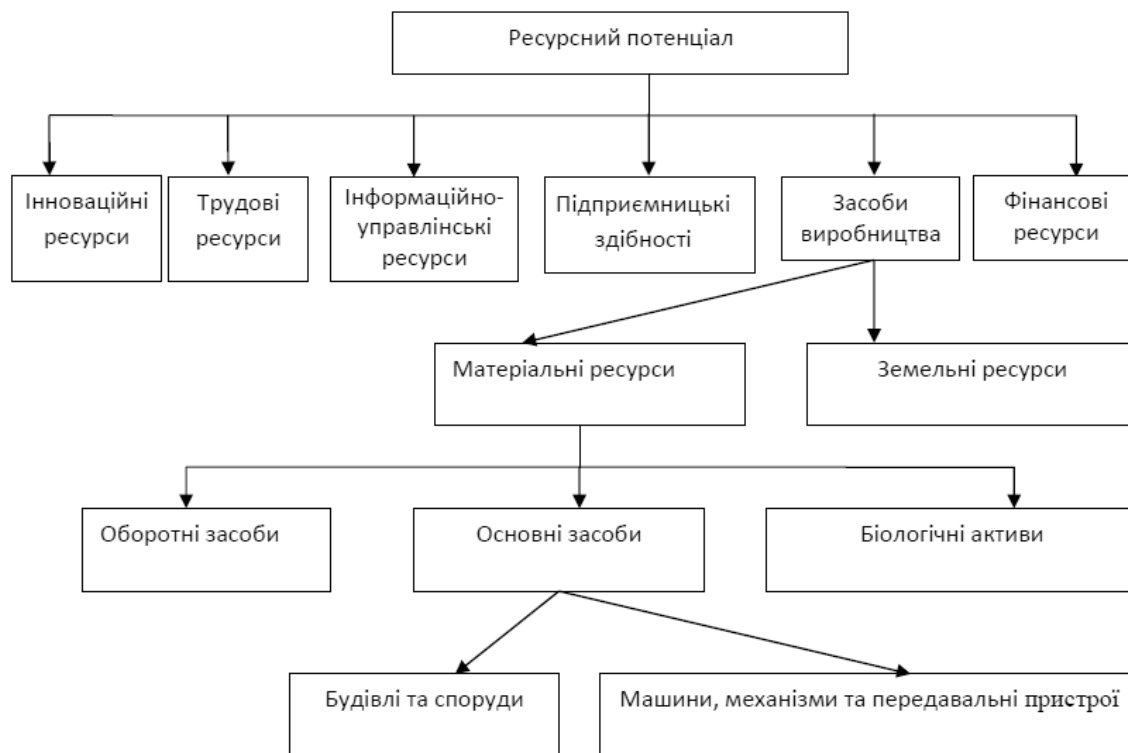 Ресурсний потенціал
Інноваційні
ресурси
Трудові
ресурси
Інформаційно-
управлінські
ресурси
Підприємницькі
здібності
Засоби
виробництва
Фінансові
ресурси
Матеріальні ресурси
Земельні ресурси
Оборотні засоби
Основні засоби
Біологічні активи
Будівлі та споруди
Машини, механізми та передавальні пристрої